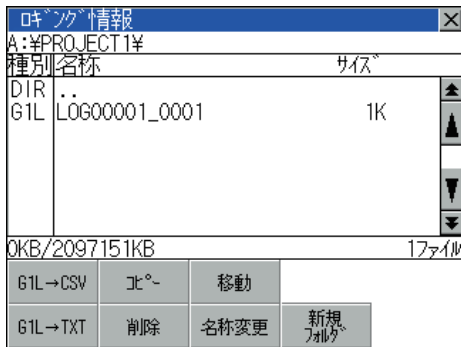 ﾛｷﾞﾝｸﾞ情報
A:¥PROJECT1¥
種別 名称 ｻｲｽﾞ
DIR ..
G1L LOG00001_0001 1K
0KB/2097151KB 1ﾌｧｲﾙ
G1L→CSV ｺﾋﾟｰ 移動
G1L→TXT 削除 名称変更 新規
ﾌｫﾙﾀﾞ